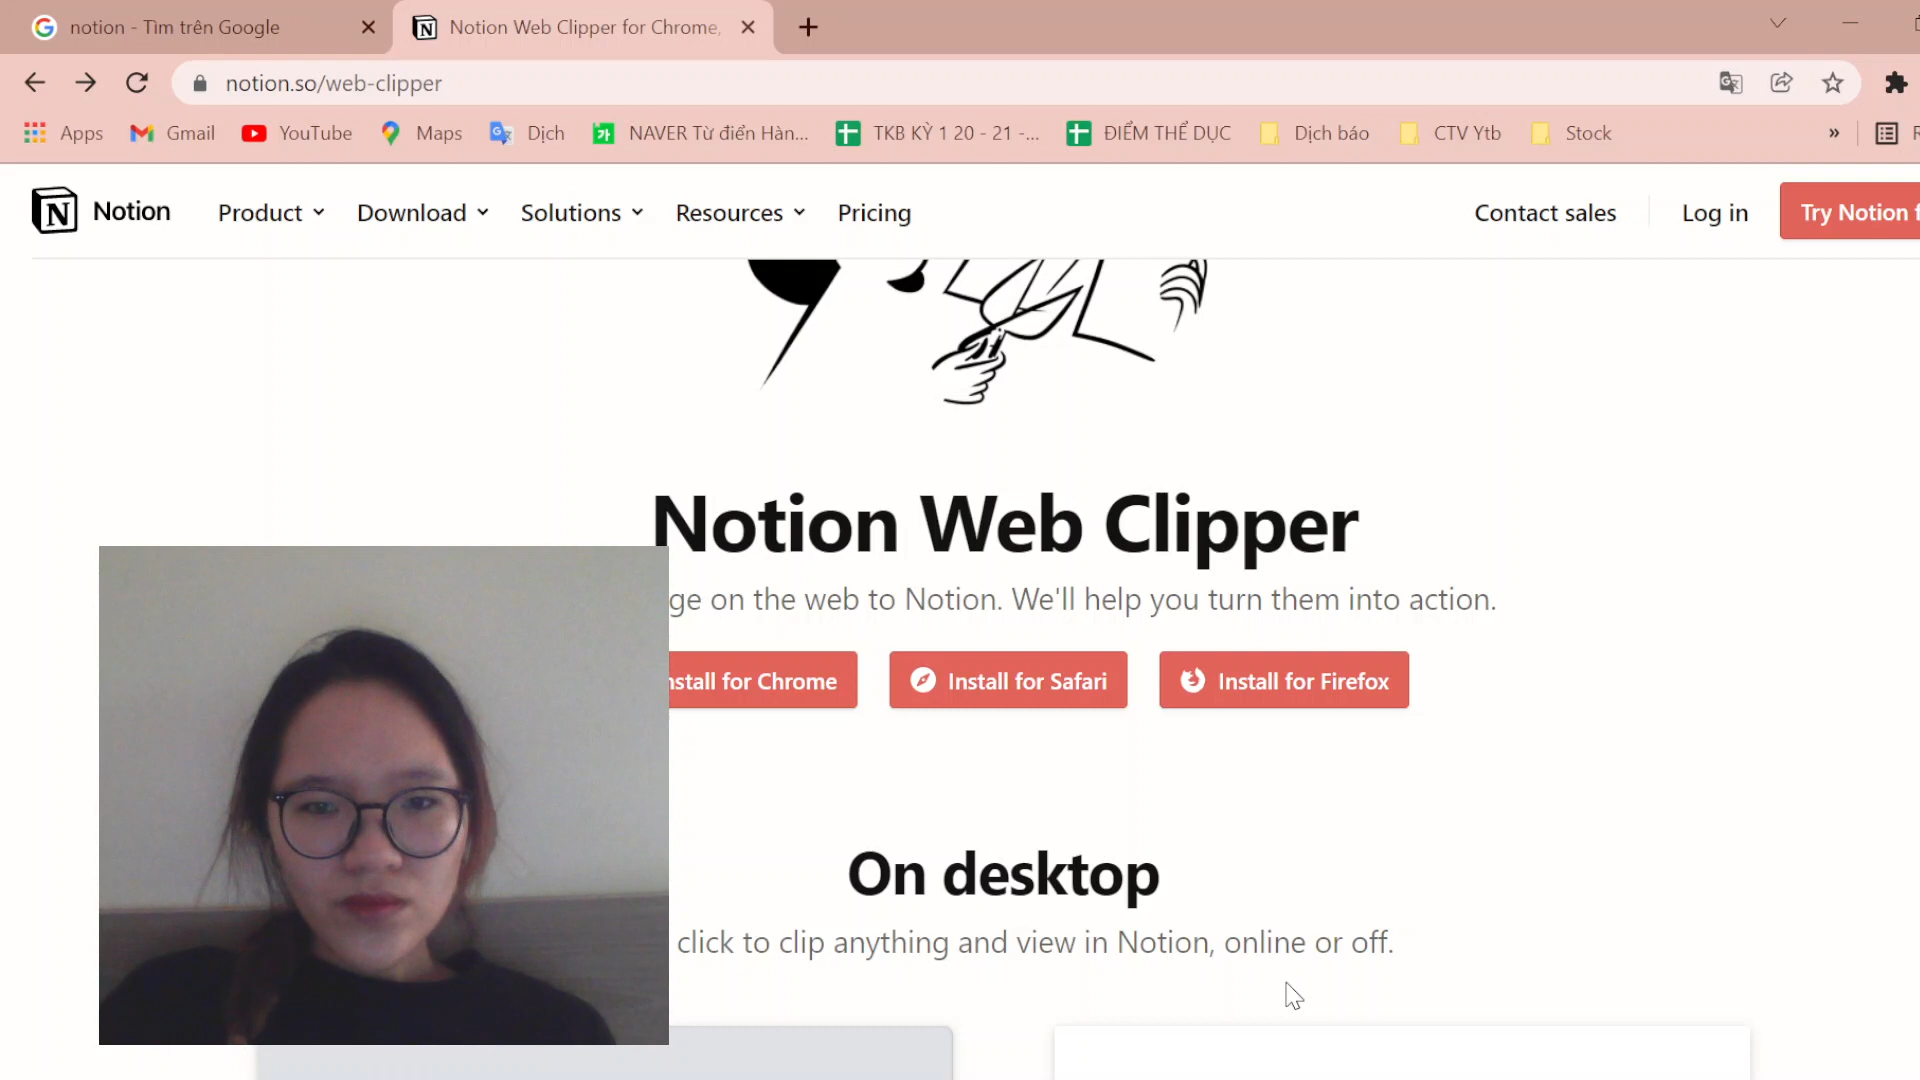 notion - Tìm trên Google
Notion Web Clipper for Chrome,
notion.so/web-clipper
Apps
Gmail
YouTube
Maps
Dịch
NAVER Từ điển Hàn...
TKB KỲ 1 20 - 21 -...
ĐIỂM THỂ DỤC
Dịch báo
CTV Ytb
Stock
»
Notion
Product
Download
Solutions
Resources
Pricing
Contact sales
Log in
Try Notion f
Notion Web Clipper
ge on the web to Notion. We'll help you turn them into action.
nstall for Chrome
Install for Safari
Install for Firefox
On desktop
click to clip anything and view in Notion, online or off.